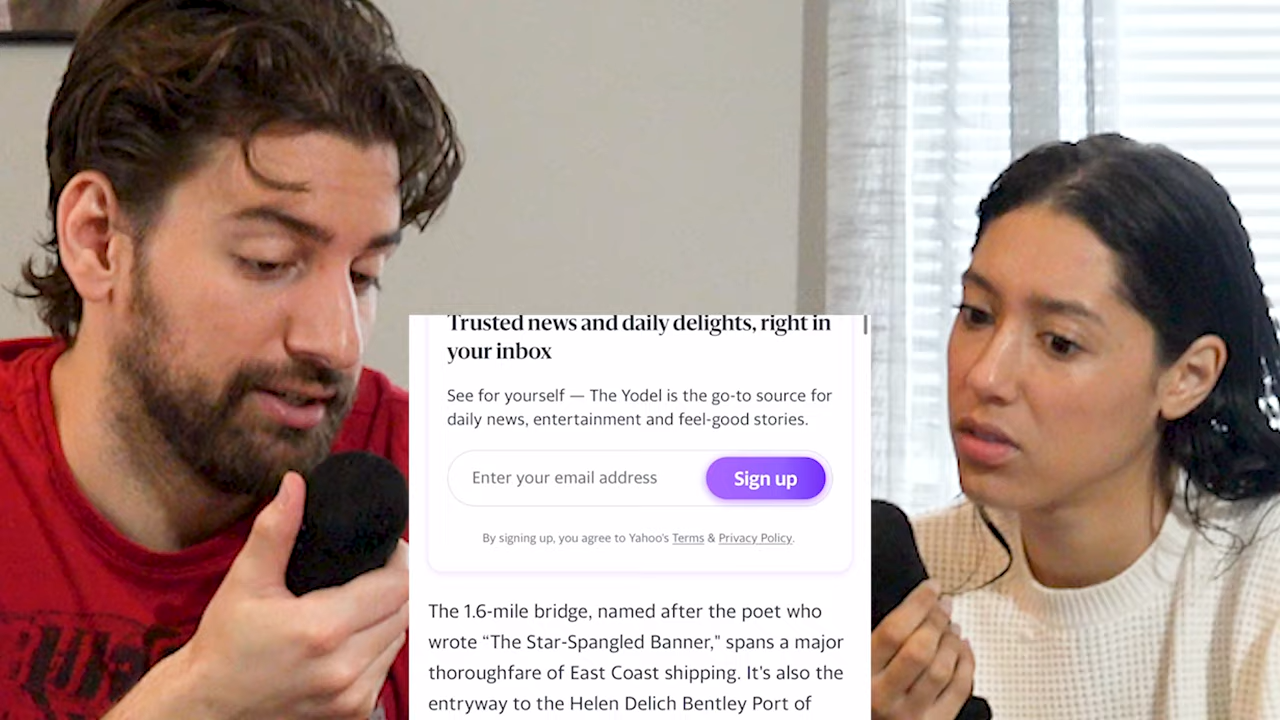 Trusted news and daily delights, right in
your inbox
See for yourself — The Yodel is the go-to source for
daily news, entertainment and feel-good stories.
Enter your email address
Sign up
By signing up, you agree to Yahoo's Terms & Privacy Policy.
The 1.6-mile bridge, named after the poet who
wrote “The Star-Spangled Banner," spans a major
thoroughfare of East Coast shipping. It's also the
entryway to the Helen Delich Bentley Port of